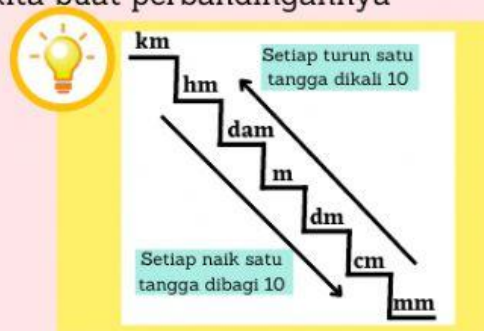 kita buat perbandingannya
km
Setiap turun satu
tangga dikali 10
hm
dam
m
dm
Setiap naik satu
tangga dibagi 10
cm
mm